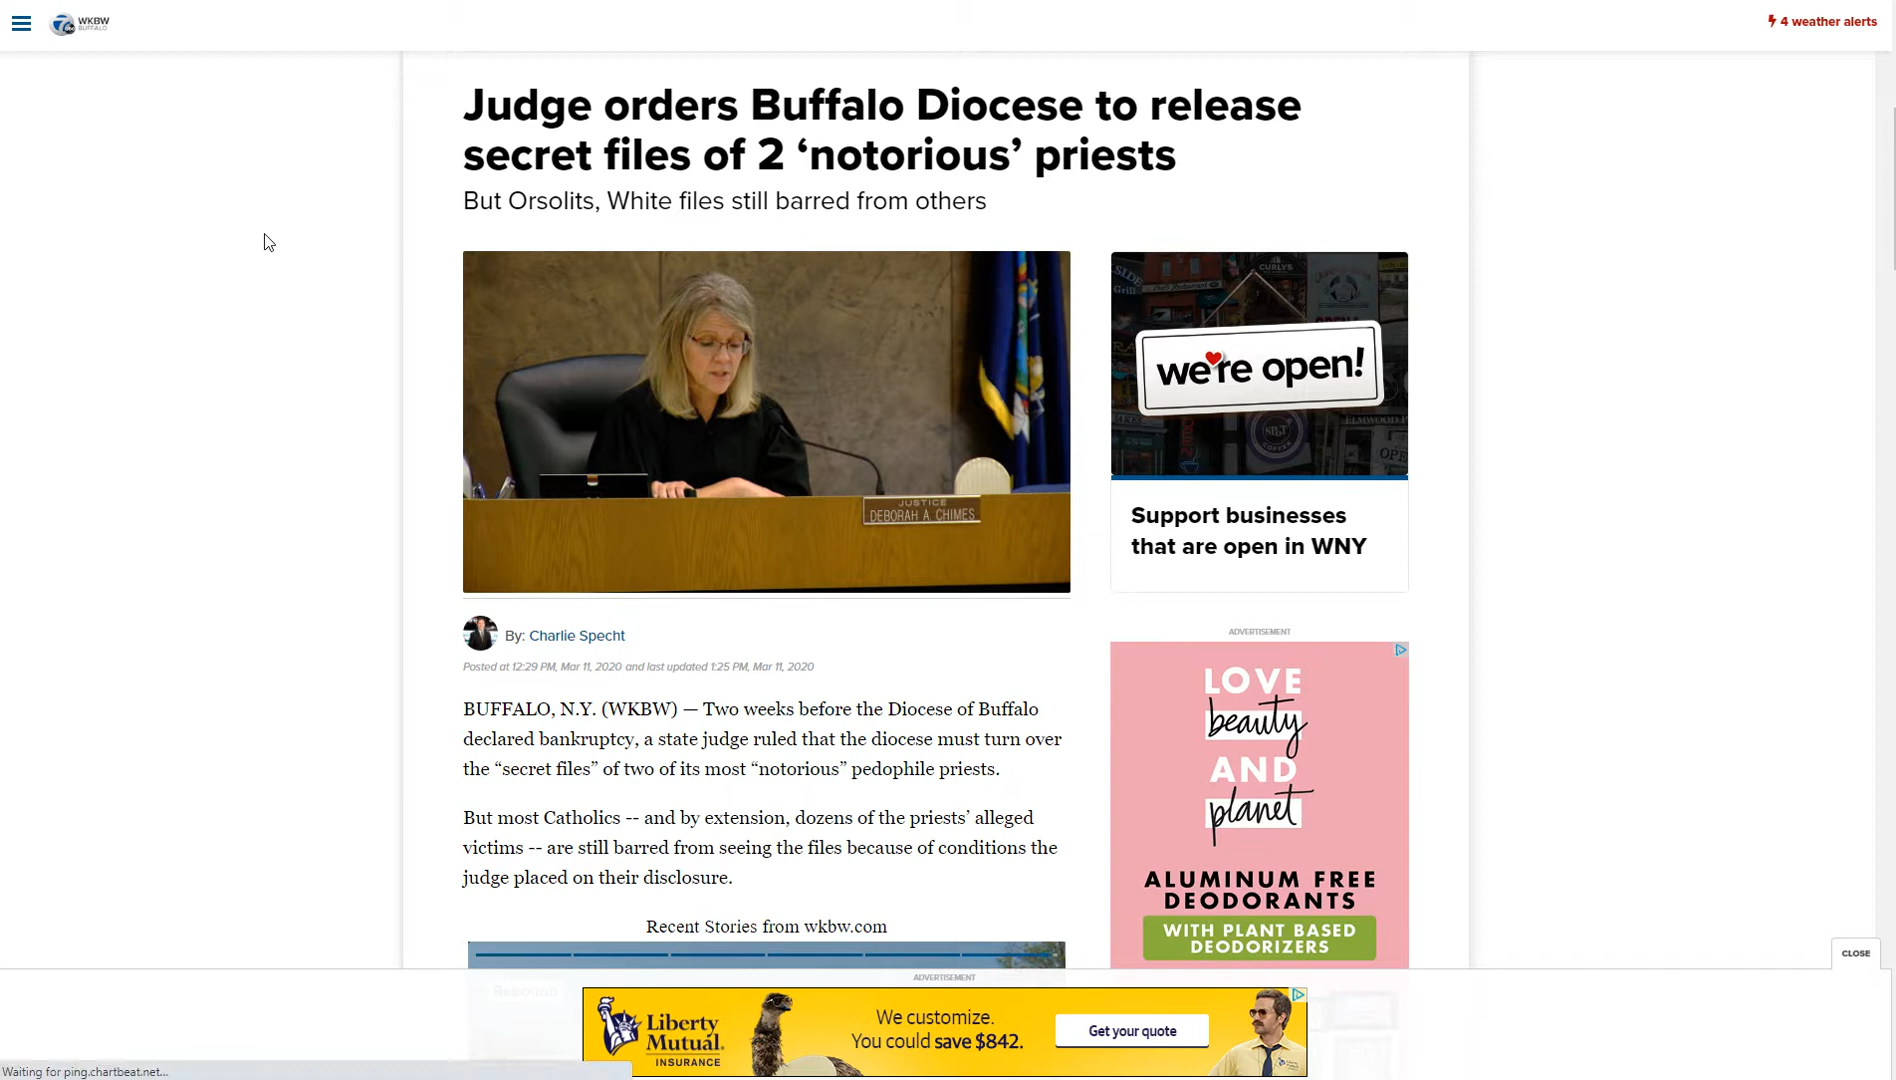 WKBW
BUFFALO
4 weather alerts
Judge orders Buffalo Diocese to release
secret files of 2 ‘notorious’ priests
But Orsolits, White files still barred from others
JUSTICE
DEBORAH A. CHIMES
CURLYS
SIDE
Grill
SPOT
COFFEE
ELMWOOD
OPEN
we're open!
Support businesses
that are open in WNY
By: Charlie Specht
Posted at 12:29 PM, Mar 11, 2020 and last updated 1:25 PM, Mar 11, 2020
BUFFALO, N.Y. (WKBW) — Two weeks before the Diocese of Buffalo
declared bankruptcy, a state judge ruled that the diocese must turn over
the “secret files” of two of its most “notorious” pedophile priests.
But most Catholics -- and by extension, dozens of the priests’ alleged
victims -- are still barred from seeing the files because of conditions the
judge placed on their disclosure.
Recent Stories from wkbw.com
ADVERTISEMENT
LOVE
beauty
AND
planet
ALUMINUM FREE
DEODORANTS
WITH PLANT BASED
DEODORIZERS
CLOSE
ADVERTISEMENT
Liberty
Mutual.
INSURANCE
We customize.
You could save $842.
Get your quote
Waiting for ping.chartbeat.net...